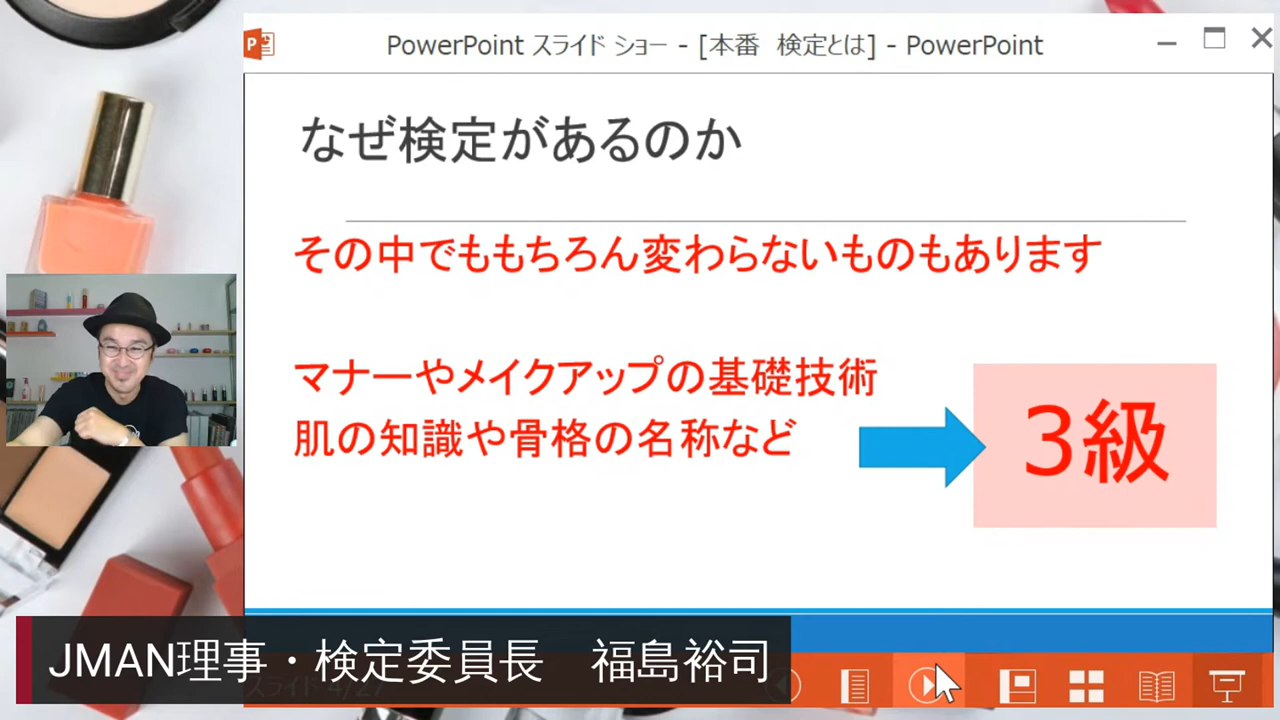 PowerPoint スライド ショー - [本番　検定とは] - PowerPoint
なぜ検定があるのか
その中でももちろん変わらないものもあります
マナーやメイクアップの基礎技術
肌の知識や骨格の名称など
3級
JMAN理事・検定委員長　福島裕司